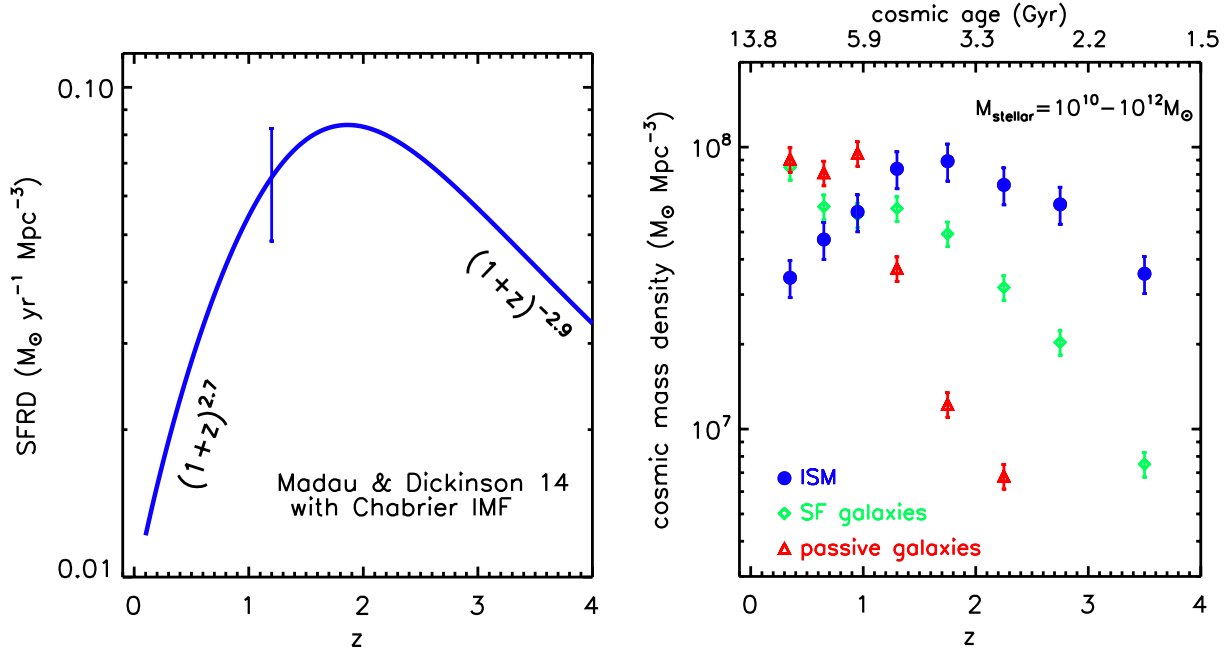 0.10
0.01
SFRD (M⊙ yr⁻¹ Mpc⁻³)
(1+z)^2.7
(1+z)^−2.9
Madau & Dickinson 14
with Chabrier IMF
0 1 2 3 4
z
cosmic age (Gyr)
13.8 5.9 3.3 2.2 1.5
M_stellar=10^10−10^12M⊙
10^8
10^7
cosmic mass density (M⊙ Mpc⁻³)
ISM
SF galaxies
passive galaxies
0 1 2 3 4
z